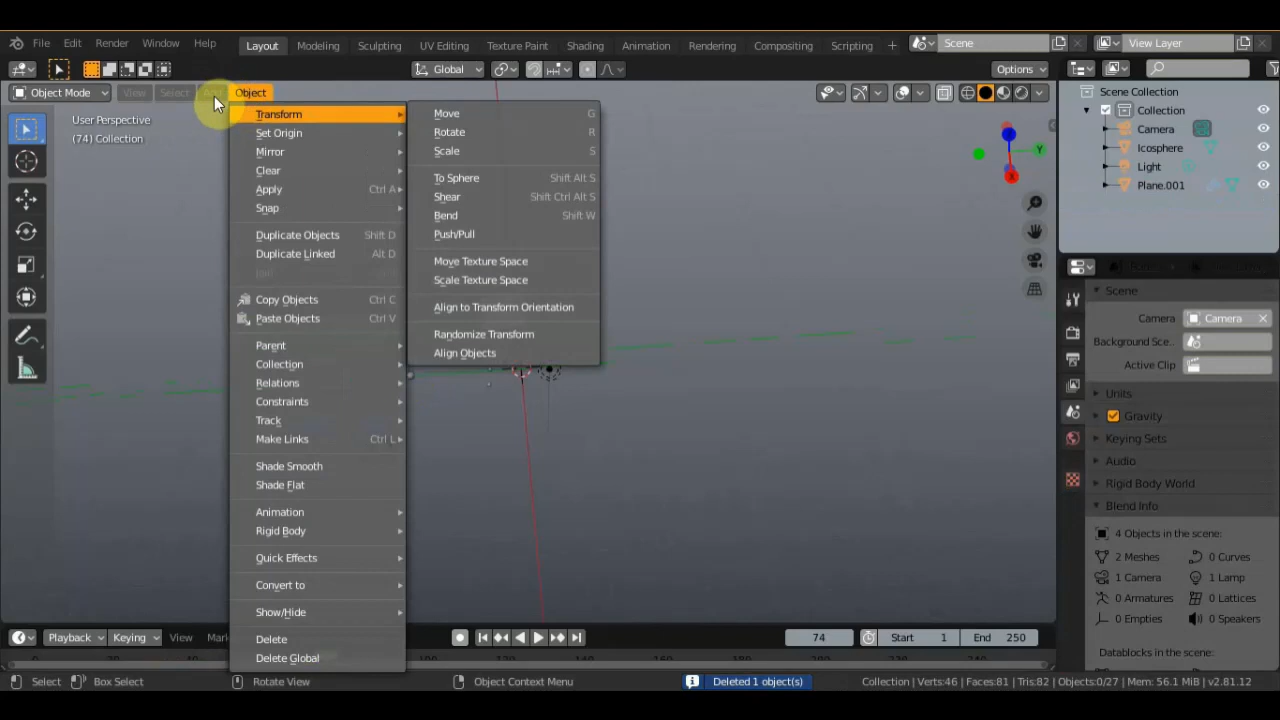 File Edit Render Window Help Layout Modeling Sculpting UV Editing Texture Paint Shading Animation Rendering Compositing Scripting + Scene View Layer
Global Options
Object Mode View Select Add Object
User Perspective
(74) Collection
Transform
Set Origin
Mirror
Clear
Apply Ctrl A
Snap
Duplicate Objects Shift D
Duplicate Linked Alt D
Copy Objects Ctrl C
Paste Objects Ctrl V
Parent
Collection
Relations
Constraints
Track
Make Links Ctrl L
Shade Smooth
Shade Flat
Animation
Rigid Body
Quick Effects
Convert to
Show/Hide
Delete
Delete Global
Move G
Rotate R
Scale S
To Sphere Shift Alt S
Shear Shift Ctrl Alt S
Bend Shift W
Push/Pull
Move Texture Space
Scale Texture Space
Align to Transform Orientation
Randomize Transform
Align Objects
Z
Y
X
Scene Collection
Collection
Camera
Icosphere
Light
Plane.001
Scene
Camera Camera
Background Sce..
Active Clip
Units
Gravity
Keying Sets
Audio
Rigid Body World
Blend Info
4 Objects in the scene:
2 Meshes 0 Curves
1 Camera 1 Lamp
0 Armatures 0 Lattices
0 Empties 0 Speakers
Datablocks in the scene:
Playback Keying View 74 Start 1 End 250
Select Box Select Rotate View Object Context Menu Deleted 1 object(s) Collection | Verts:46 | Faces:81 | Tris:82 | Objects:0/27 | Mem: 56.1 MiB | v2.81.12